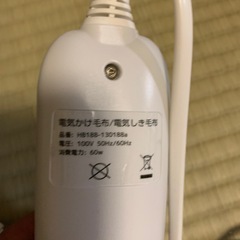 電気かけ毛布/電気しき毛布
品番: HB188-130188s
電圧: 100V 50Hz/60Hz
消費電力: 60w